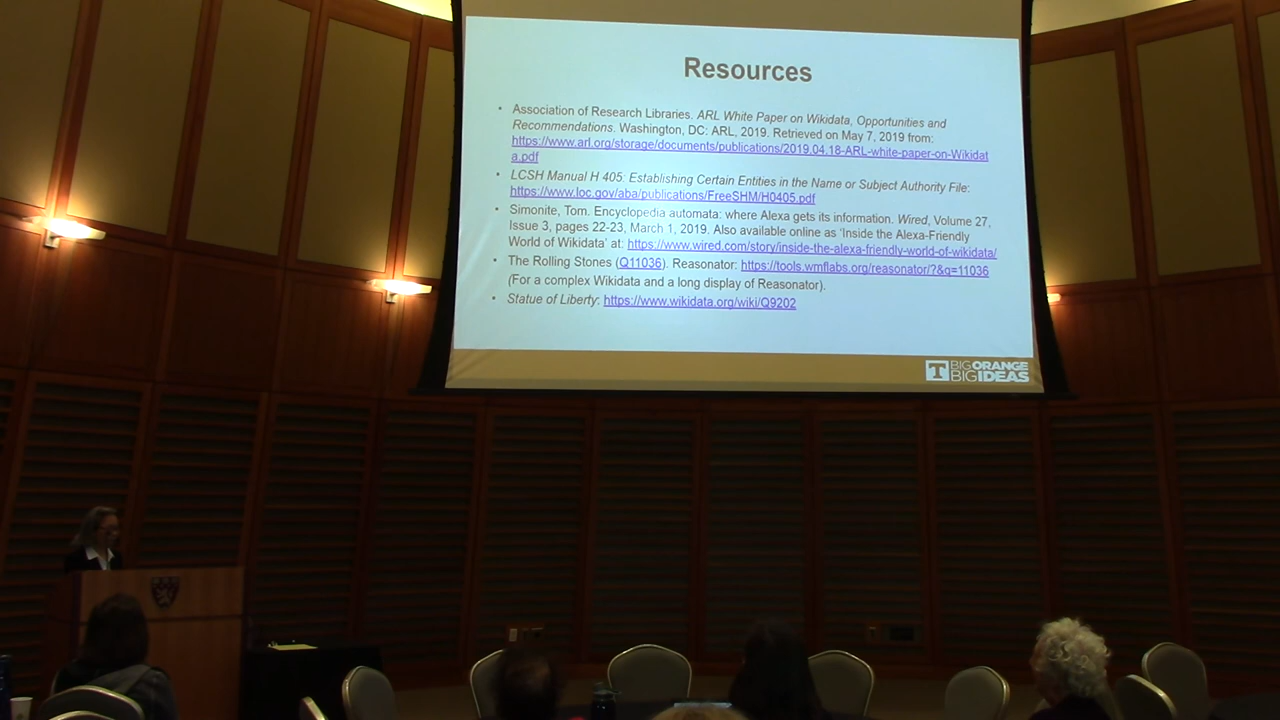 Resources
• Association of Research Libraries. ARL White Paper on Wikidata, Opportunities and
Recommendations. Washington, DC: ARL, 2019. Retrieved on May 7, 2019 from:
https://www.arl.org/storage/documents/publications/2019.04.18-ARL-white-paper-on-Wikidat
a.pdf
• LCSH Manual H 405: Establishing Certain Entities in the Name or Subject Authority File:
https://www.loc.gov/aba/publications/FreeSHM/H0405.pdf
• Simonite, Tom. Encyclopedia automata: where Alexa gets its information. Wired, Volume 27,
Issue 3, pages 22-23, March 1, 2019. Also available online as 'Inside the Alexa-Friendly
World of Wikidata' at: https://www.wired.com/story/inside-the-alexa-friendly-world-of-wikidata/
• The Rolling Stones (Q11036). Reasonator: https://tools.wmflabs.org/reasonator/?&q=11036
(For a complex Wikidata and a long display of Reasonator).
• Statue of Liberty: https://www.wikidata.org/wiki/Q9202
T BIG ORANGE
BIG IDEAS